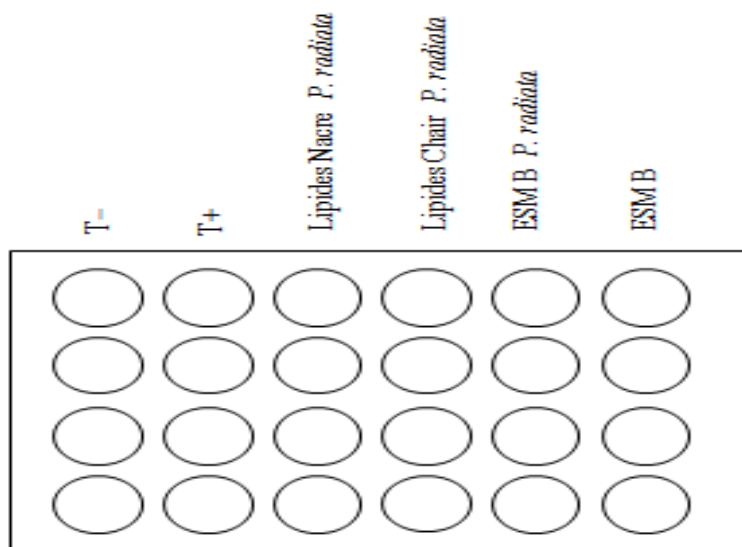 T-
T+
Lipides Nacre P. radiata
Lipides Chair P. radiata
ESM B P. radiata
ESM B